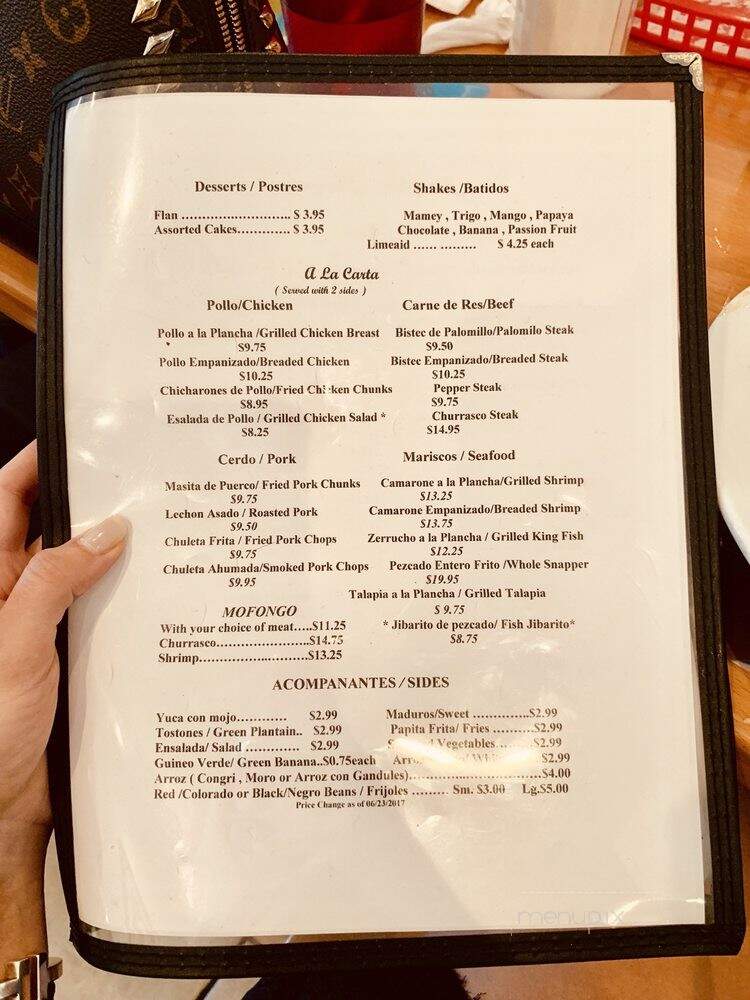 Desserts / Postres
Flan ........................... $ 3.95
Assorted Cakes............. $ 3.95
Shakes /Batidos
Mamey , Trigo , Mango , Papaya
Chocolate , Banana , Passion Fruit
Limeaid ...... ......... $ 4.25 each
A La Carta
( Served with 2 sides )
Pollo/Chicken
Pollo a la Plancha /Grilled Chicken Breast
$9.75
Pollo Empanizado/Breaded Chicken
$10.25
Chicharones de Pollo/Fried Chicken Chunks
$8.95
Esalada de Pollo / Grilled Chicken Salad *
$8.25
Carne de Res/Beef
Bistec de Palomillo/Palomilo Steak
$9.50
Bistec Empanizado/Breaded Steak
$10.25
Pepper Steak
$9.75
Churrasco Steak
$14.95
Cerdo / Pork
Masita de Puerco/ Fried Pork Chunks
$9.75
Lechon Asado / Roasted Pork
$9.50
Chuleta Frita / Fried Pork Chops
$9.75
Chuleta Ahumada/Smoked Pork Chops
$9.95
Mariscos / Seafood
Camarone a la Plancha/Grilled Shrimp
$13.25
Camarone Empanizado/Breaded Shrimp
$13.75
Zerrucho a la Plancha / Grilled King Fish
$12.25
Pezcado Entero Frito /Whole Snapper
$19.95
Talapia a la Plancha / Grilled Talapia
$ 9.75
* Jibarito de pezcado/ Fish Jibarito*
$8.75
MOFONGO
With your choice of meat.....$11.25
Churrasco.......................$14.75
Shrimp...........................$13.25
ACOMPANANTES / SIDES
Yuca con mojo............ $2.99
Tostones / Green Plantain.. $2.99
Ensalada/ Salad ............. $2.99
Guineo Verde/ Green Banana..$0.75each
Maduros/Sweet ..............$2.99
Papita Frita/ Fries ..........$2.99
Vegetables.........$2.99
$2.99
Arroz ( Congri , Moro or Arroz con Gandules).................................$4.00
Red /Colorado or Black/Negro Beans / Frijoles ......... Sm. $3.00 Lg.$5.00
Price Change as of 06/23/2017
menupix